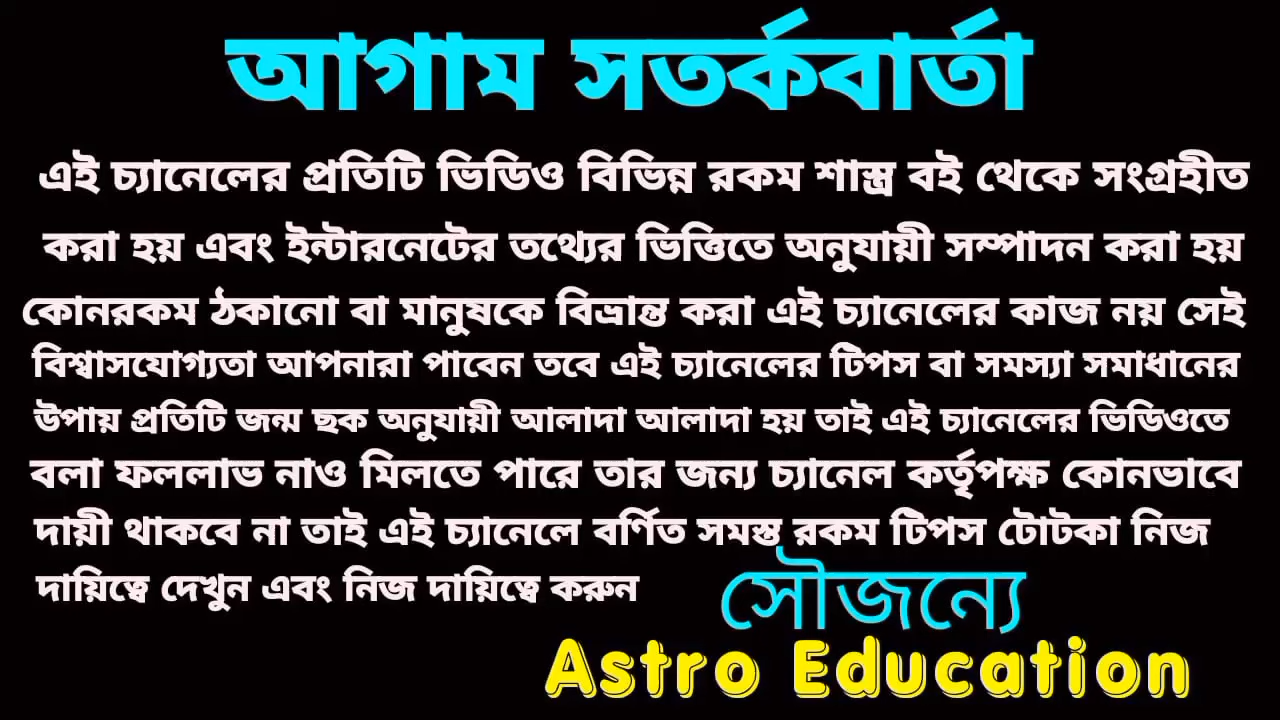 আগাম সতর্কবার্তা
এই চ্যানেলের প্রতিটি ভিডিও বিভিন্ন রকম শাস্ত্র বই থেকে সংগ্রহীত
করা হয় এবং ইন্টারনেটের তথ্যের ভিত্তিতে অনুযায়ী সম্পাদন করা হয়
কোনরকম ঠকানো বা মানুষকে বিভ্রান্ত করা এই চ্যানেলের কাজ নয় সেই
বিশ্বাসযোগ্যতা আপনারা পাবেন তবে এই চ্যানেলের টিপস বা সমস্যা সমাধানের
উপায় প্রতিটি জন্ম ছক অনুযায়ী আলাদা আলাদা হয় তাই এই চ্যানেলের ভিডিওতে
বলা ফললাভ নাও মিলতে পারে তার জন্য চ্যানেল কর্তৃপক্ষ কোনভাবে
দায়ী থাকবে না তাই এই চ্যানেলে বর্ণিত সমস্ত রকম টিপস টোটকা নিজ
দায়িত্বে দেখুন এবং নিজ দায়িত্বে করুন
সৌজন্যে
Astro Education